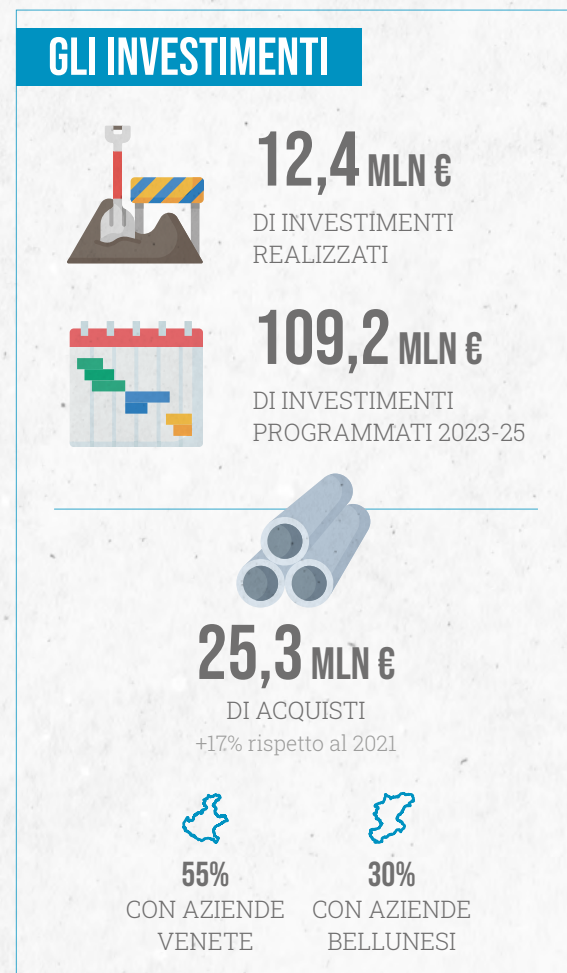 GLI INVESTIMENTI
12,4 MLN €
DI INVESTIMENTI
REALIZZATI
109,2 MLN €
DI INVESTIMENTI
PROGRAMMATI 2023-25
25,3 MLN €
DI ACQUISTI
+17% rispetto al 2021
55%
CON AZIENDE
VENETE
30%
CON AZIENDE
BELLUNESI